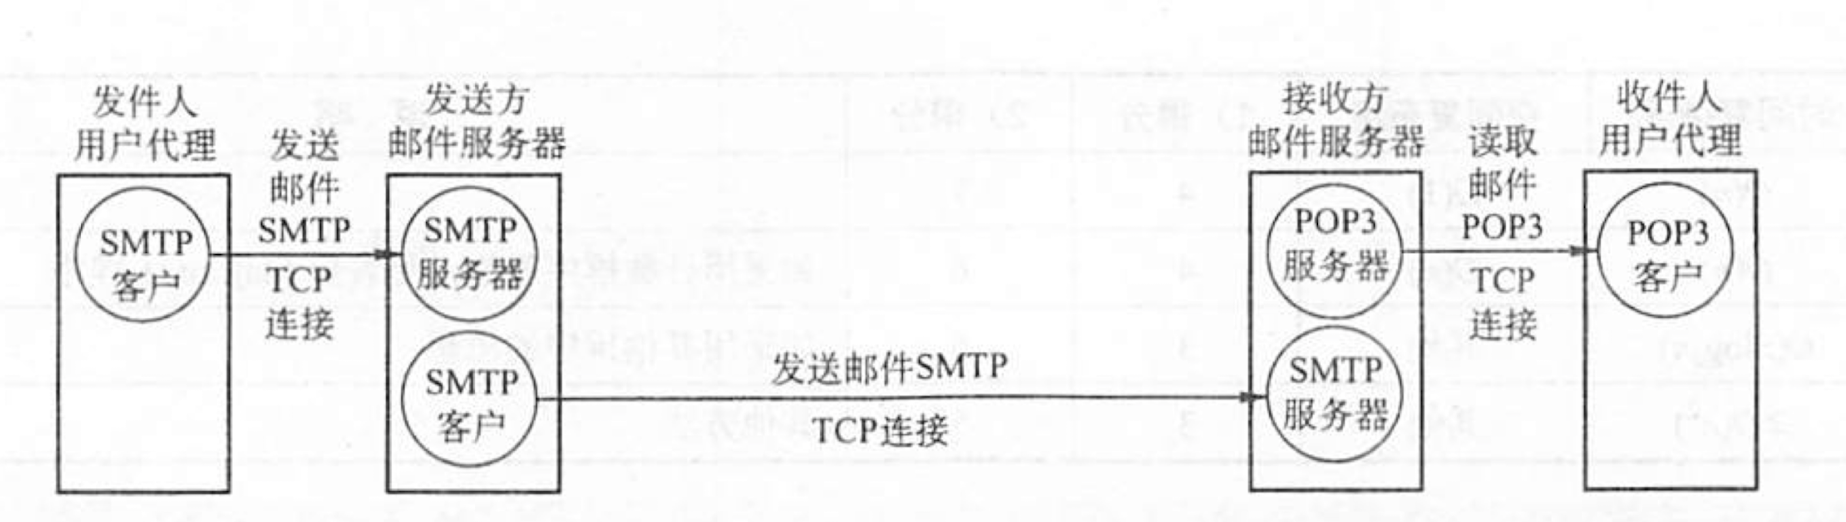 发件人
用户代理
发送
邮件
SMTP
TCP
连接
SMTP
客户
发送方
邮件服务器
SMTP
服务器
SMTP
客户
发送邮件SMTP
TCP连接
接收方
邮件服务器
POP3
服务器
SMTP
服务器
读取
邮件
POP3
TCP
连接
收件人
用户代理
POP3
客户